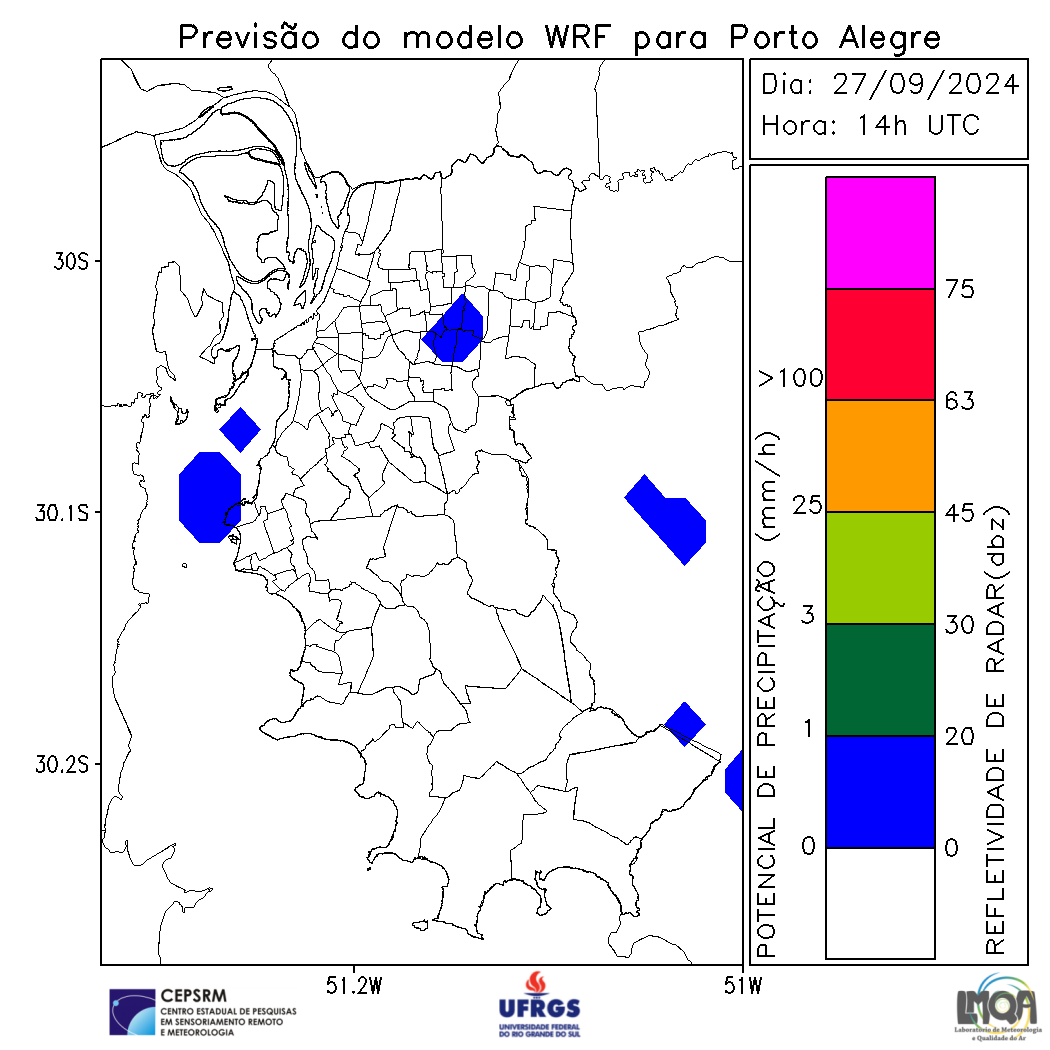 Previsão do modelo WRF para Porto Alegre
Dia: 27/09/2024
Hora: 14h UTC
30S
30.1S
30.2S
51.2W
51W
POTENCIAL DE PRECIPITAÇÃO (mm/h)
>100
25
3
1
0
75
63
45
30
20
0
REFLETIVIDADE DE RADAR(dbz)
CEPSRM
CENTRO ESTADUAL DE PESQUISAS
EM SENSORIAMENTO REMOTO
E METEOROLOGIA
UFRGS
UNIVERSIDADE FEDERAL
DO RIO GRANDE DO SUL
LMQA
Laboratório de Meteorologia
e Qualidade do Ar